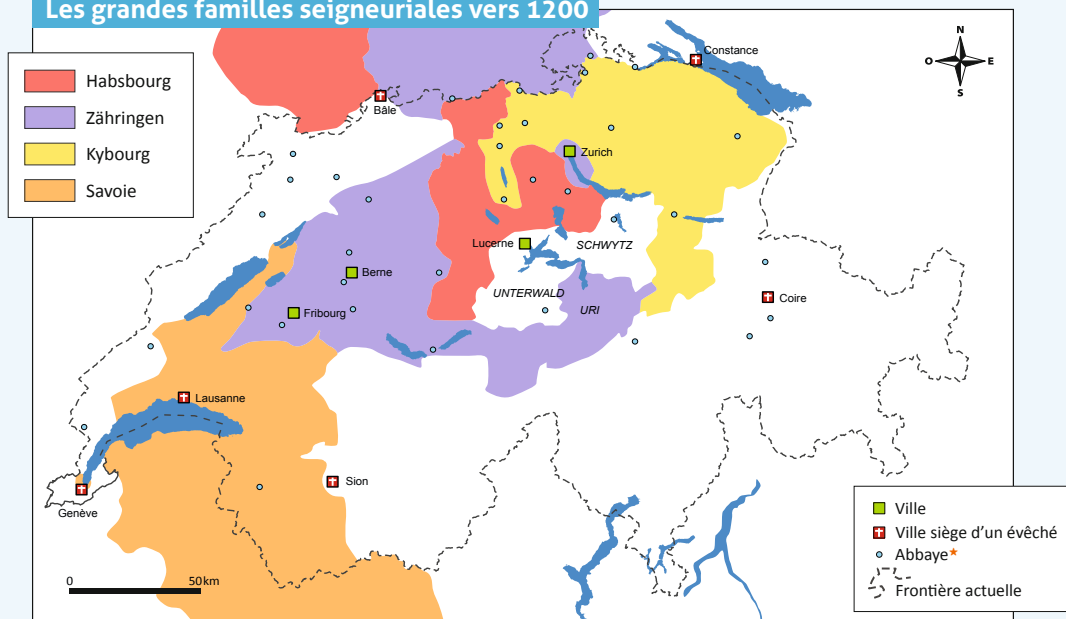 Les grandes familles seigneuriales vers 1200
Habsbourg
Zähringen
Kybourg
Savoie
N
O
E
S
Constance
Bâle
Zurich
Lucerne
SCHWYTZ
Berne
UNTERWALD
URI
Coire
Fribourg
Lausanne
Sion
Genève
0
50 km
Ville
Ville siège d'un évêché
Abbaye★
Frontière actuelle